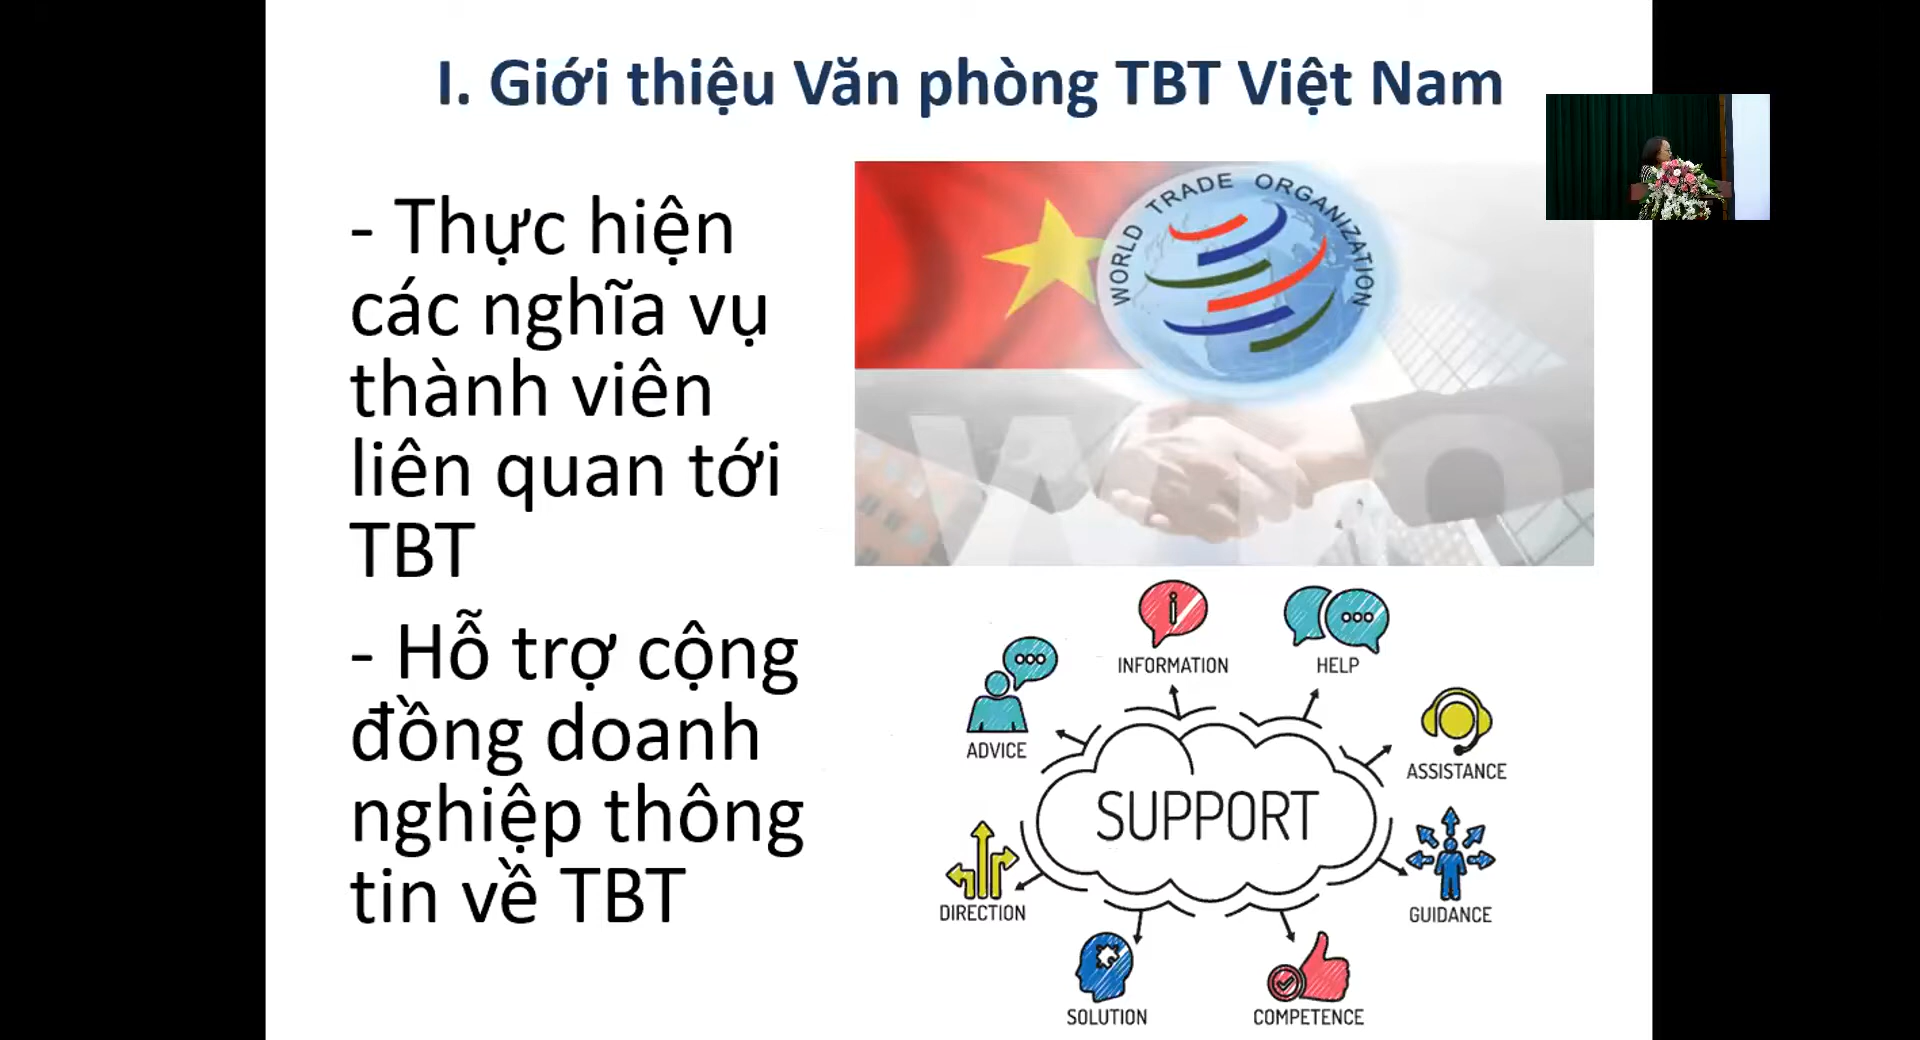 I. Giới thiệu Văn phòng TBT Việt Nam
- Thực hiện
các nghĩa vụ
thành viên
liên quan tới
TBT
- Hỗ trợ cộng
đồng doanh
nghiệp thông
tin về TBT
WORLD TRADE ORGANIZATION
WTO
INFORMATION
HELP
ADVICE
ASSISTANCE
SUPPORT
DIRECTION
GUIDANCE
SOLUTION
COMPETENCE